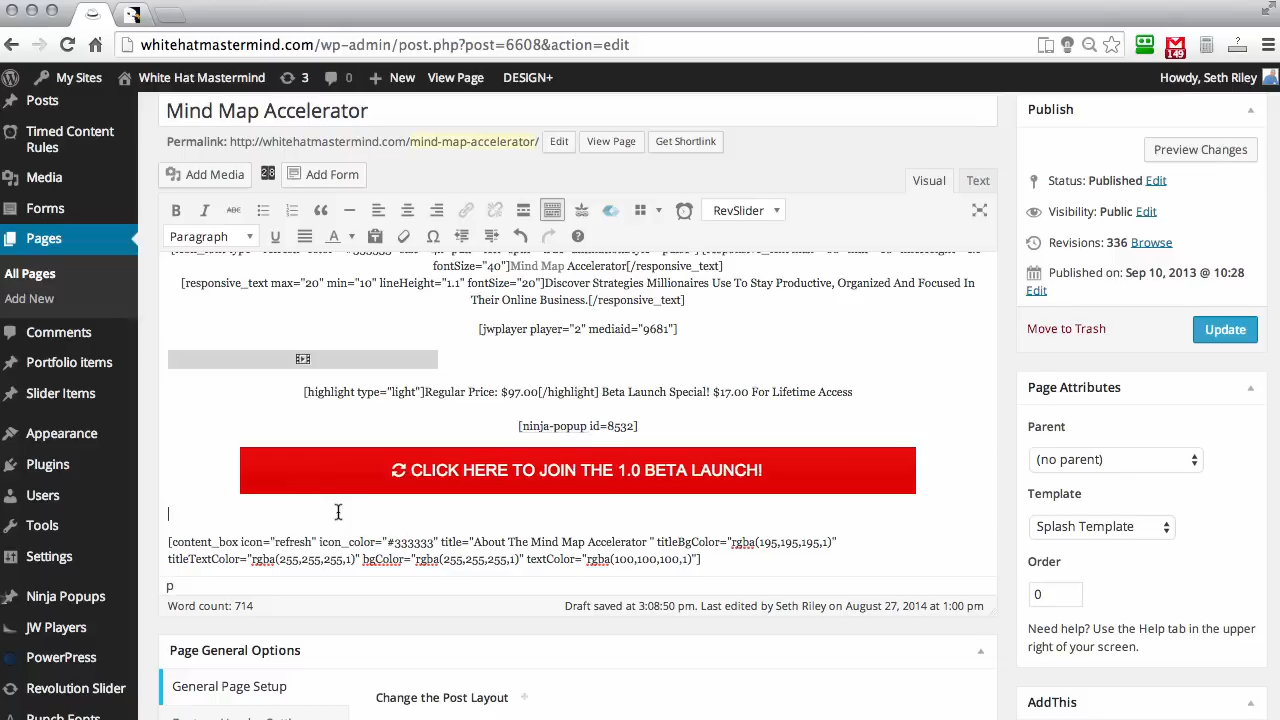 whitehatmastermind.com/wp-admin/post.php?post=6608&action=edit
149
My Sites White Hat Mastermind 3 0 New View Page DESIGN+ Howdy, Seth Riley
Posts
Timed Content
Rules
Media
Forms
Pages
All Pages
Add New
Comments
Portfolio items
Slider Items
Appearance
Plugins
Users
Tools
Settings
Ninja Popups
JW Players
PowerPress
Revolution Slider
Punch Fonts
Mind Map Accelerator
Permalink: http://whitehatmastermind.com/mind-map-accelerator/ Edit View Page Get Shortlink
Add Media 28 Add Form
Visual Text
B I ABC RevSlider
Paragraph U A Ω ?
fontSize="40"]Mind Map Accelerator[/responsive_text]
[responsive_text max="20" min="10" lineHeight="1.1" fontSize="20"]Discover Strategies Millionaires Use To Stay Productive, Organized And Focused In
Their Online Business.[/responsive_text]
[jwplayer player="2" mediaid="9681"]
[highlight type="light"]Regular Price: $97.00[/highlight] Beta Launch Special! $17.00 For Lifetime Access
[ninja-popup id=8532]
CLICK HERE TO JOIN THE 1.0 BETA LAUNCH!
[content_box icon="refresh" icon_color="#333333" title="About The Mind Map Accelerator " titleBgColor="rgba(195,195,195,1)"
titleTextColor="rgba(255,255,255,1)" bgColor="rgba(255,255,255,1)" textColor="rgba(100,100,100,1)"]
p
Word count: 714 Draft saved at 3:08:50 pm. Last edited by Seth Riley on August 27, 2014 at 1:00 pm
Page General Options
General Page Setup
Change the Post Layout
Publish
Preview Changes
Status: Published Edit
Visibility: Public Edit
Revisions: 336 Browse
Published on: Sep 10, 2013 @ 10:28
Edit
Move to Trash Update
Page Attributes
Parent
(no parent)
Template
Splash Template
Order
0
Need help? Use the Help tab in the upper
right of your screen.
AddThis